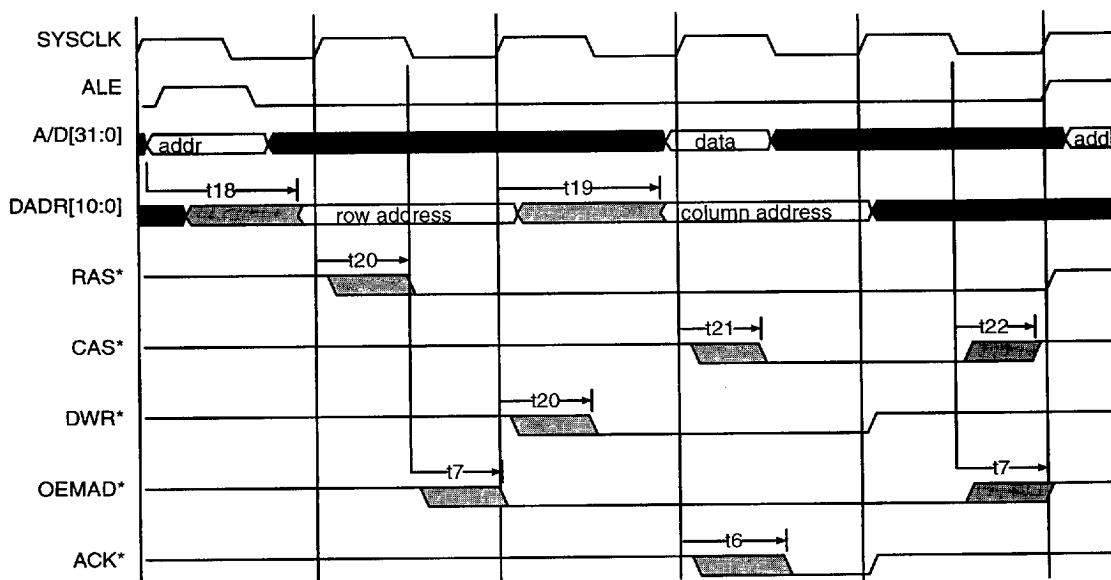 SYSCLK
ALE
A/D[31:0]
addr
data
addr
t18
t19
DADR[10:0]
row address
column address
t20
RAS*
t21
t22
CAS*
t20
DWR*
t7
t7
OEMAD*
t6
ACK*